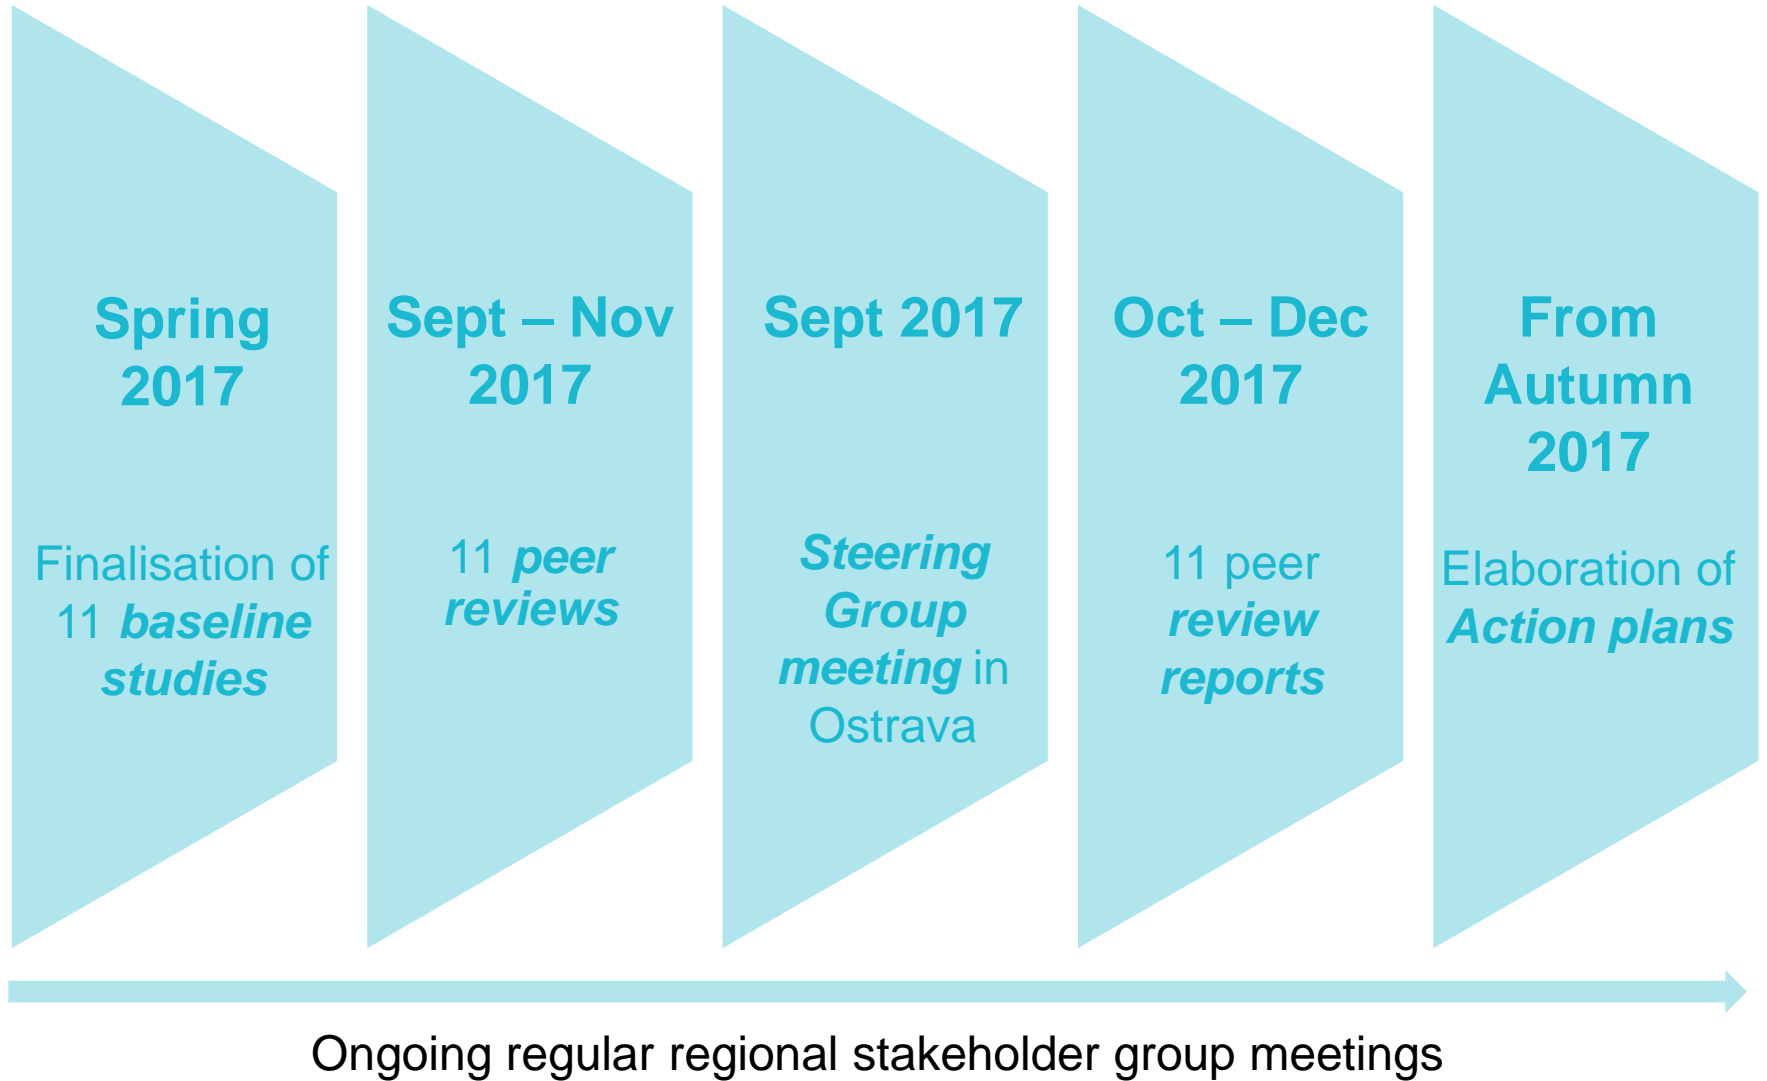 Spring
2017
Finalisation of
11 baseline
studies
Sept – Nov
2017
11 peer
reviews
Sept 2017
Steering
Group
meeting in
Ostrava
Oct – Dec
2017
11 peer
review
reports
From
Autumn
2017
Elaboration of
Action plans
Ongoing regular regional stakeholder group meetings